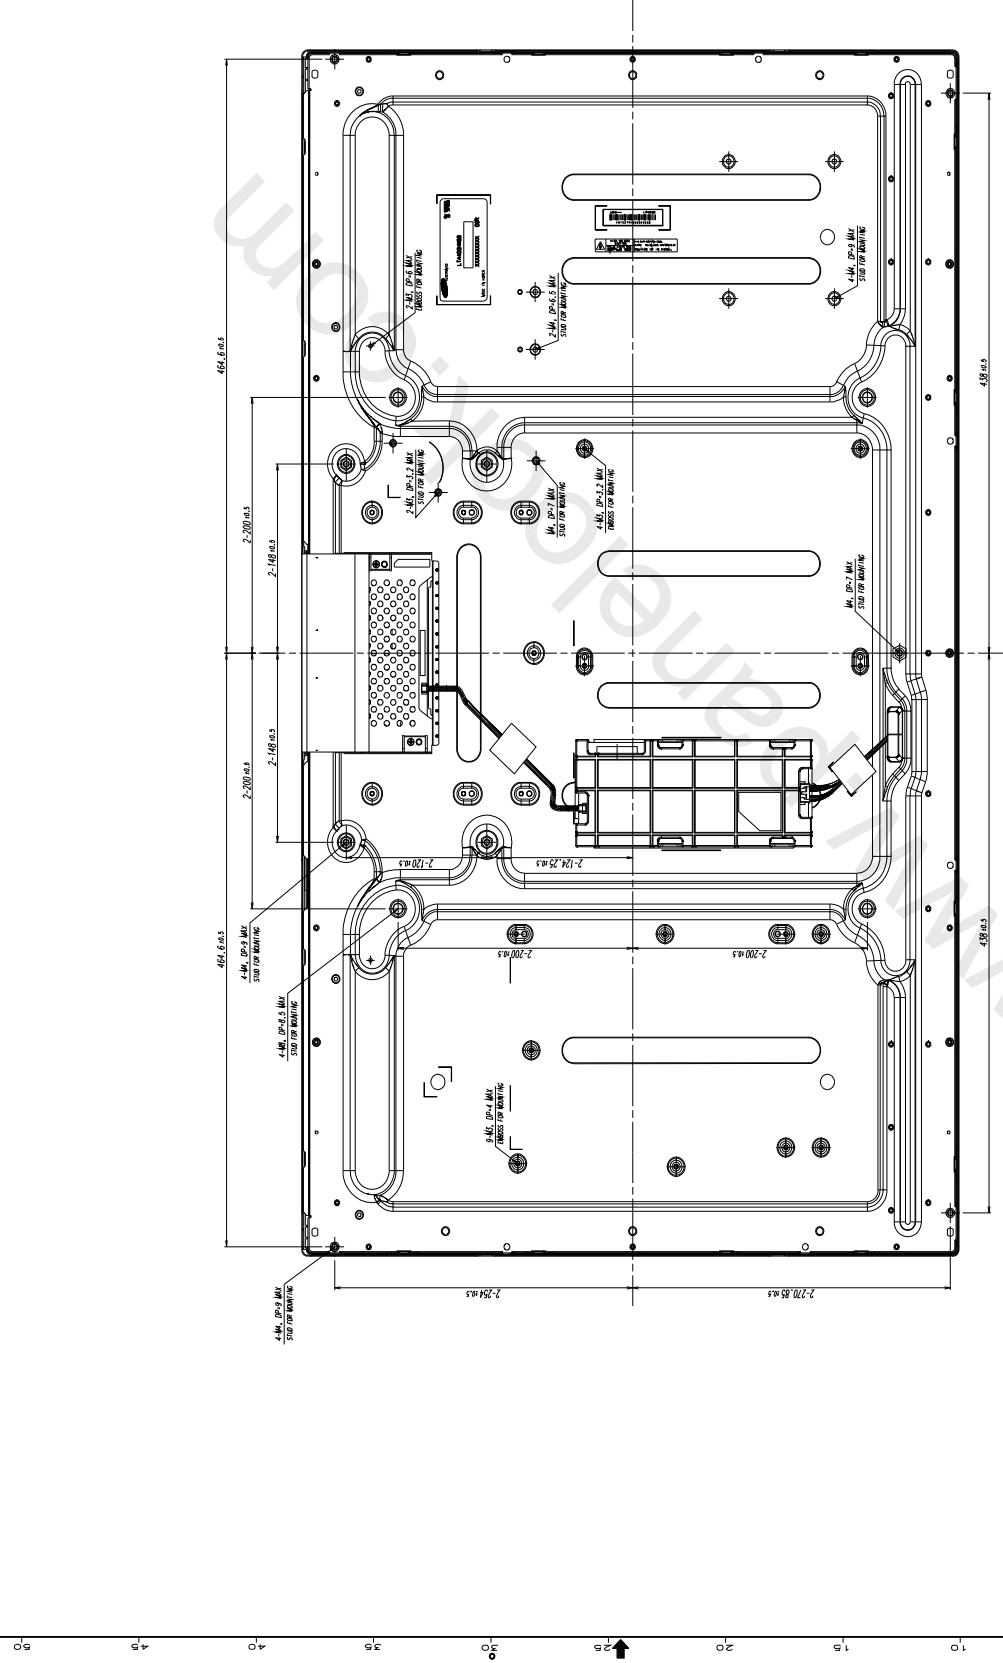 2-M3, DP=6 MAX
EMBOSS FOR MOUNTING
2-M4, DP=6.5 MAX
STUD FOR MOUNTING
4-M4, DP=9 MAX
STUD FOR MOUNTING
464.6 ±0.5
438 ±0.5
2-M3, DP=3.2 MAX
STUD FOR MOUNTING
M4, DP=7 MAX
STUD FOR MOUNTING
4-M3, DP=3.2 MAX
EMBOSS FOR MOUNTING
M4, DP=7 MAX
STUD FOR MOUNTING
2-200 ±0.5
2-148 ±0.5
2-148 ±0.5
2-200 ±0.5
2-120 ±0.5
2-124.25 ±0.5
464.6 ±0.5
438 ±0.5
4-M4, DP=9 MAX
STUD FOR MOUNTING
2-200 ±0.5
2-200 ±0.5
4-M8, DP=8.5 MAX
STUD FOR MOUNTING
9-M3, DP=4 MAX
EMBOSS FOR MOUNTING
4-M4, DP=9 MAX
STUD FOR MOUNTING
2-254 ±0.5
2-270.85 ±0.5
www.panelook.com
50
45
40
35
30
25
20
15
10